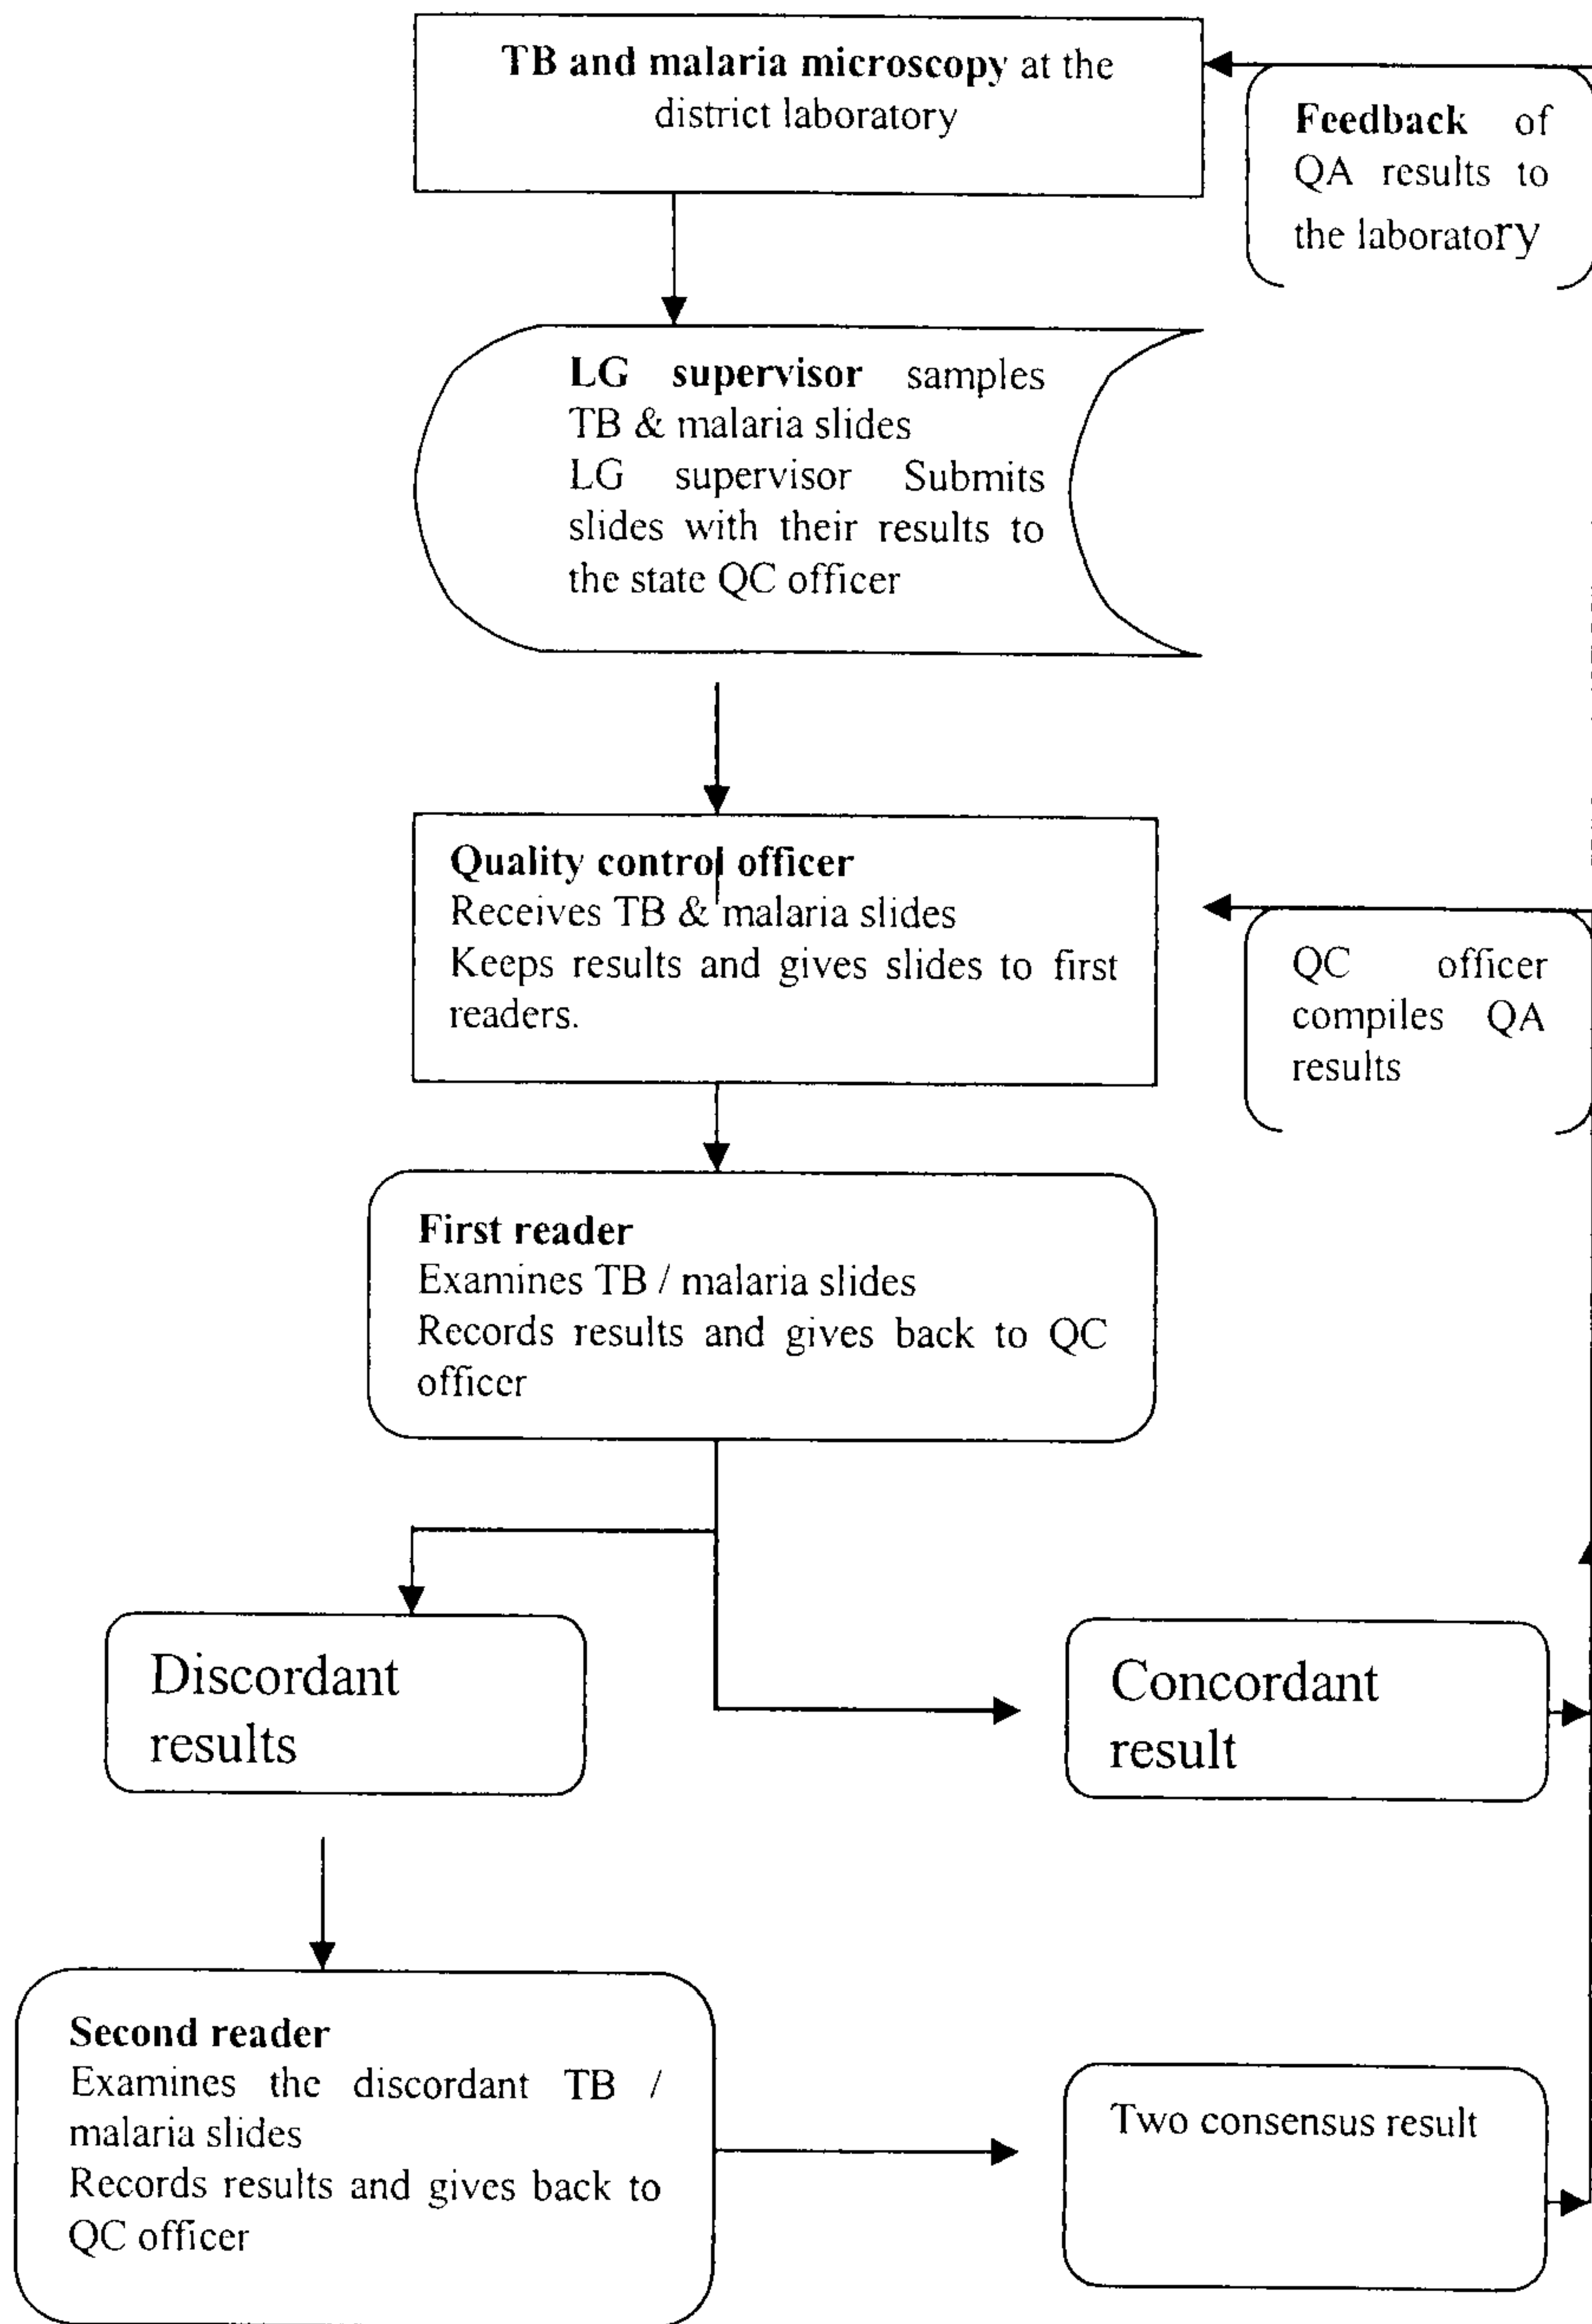 TB and malaria microscopy at the
district laboratory
Feedback of
QA results to
the laboratory
LG supervisor samples
TB & malaria slides
LG supervisor Submits
slides with their results to
the state QC officer
Quality control officer
Receives TB & malaria slides
Keeps results and gives slides to first
readers.
QC officer
compiles QA
results
First reader
Examines TB / malaria slides
Records results and gives back to QC
officer
Discordant
results
Concordant
result
Second reader
Examines the discordant TB /
malaria slides
Records results and gives back to
QC officer
Two consensus result